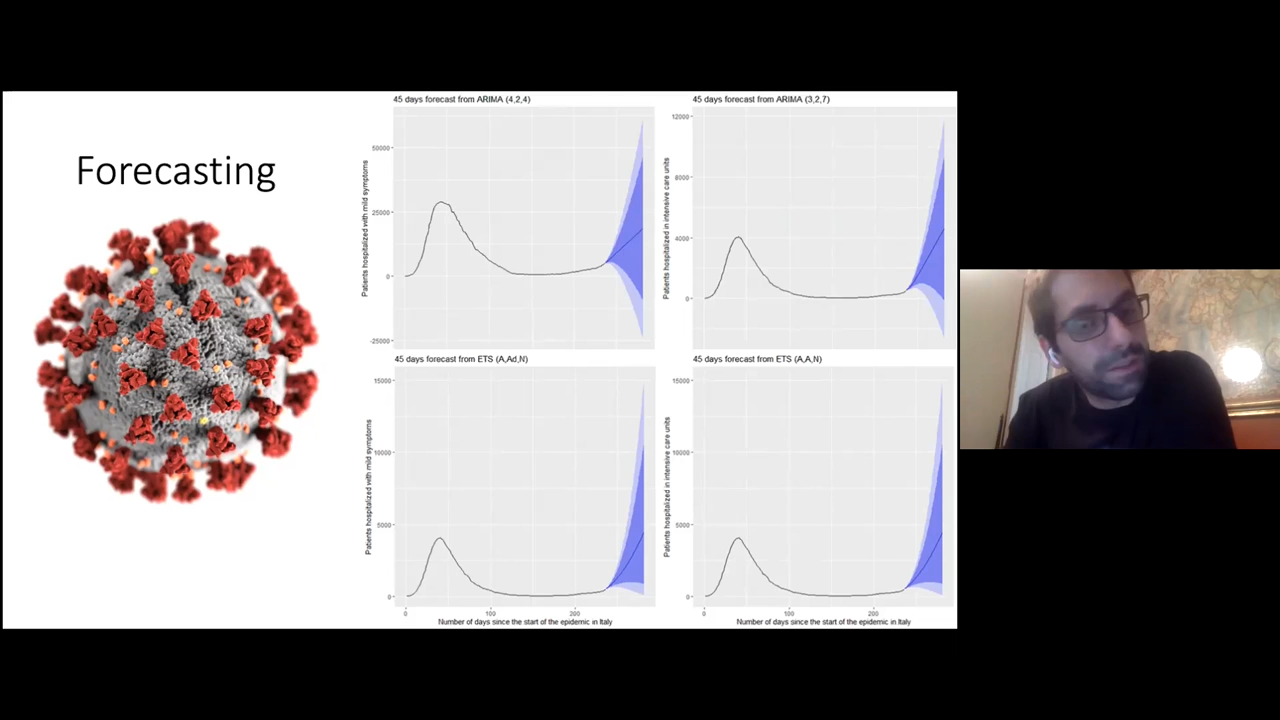 Forecasting
45 days forecast from ARIMA (4,2,4)
Patients hospitalized with mild symptoms
50000
25000
0
-25000
45 days forecast from ARIMA (3,2,7)
Patients hospitalized in intensive care units
12000
8000
4000
0
45 days forecast from ETS (A,Ad,N)
Patients hospitalized with mild symptoms
15000
10000
5000
0
0 100 200
Number of days since the start of the epidemic in Italy
45 days forecast from ETS (A,A,N)
Patients hospitalized in intensive care units
15000
10000
5000
0
0 100 200
Number of days since the start of the epidemic in Italy